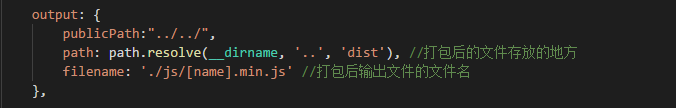 output: {
publicPath:"../../",
path: path.resolve(__dirname, '..', 'dist'), //打包后的文件存放的地方
filename: './js/[name].min.js' //打包后输出文件的文件名
},